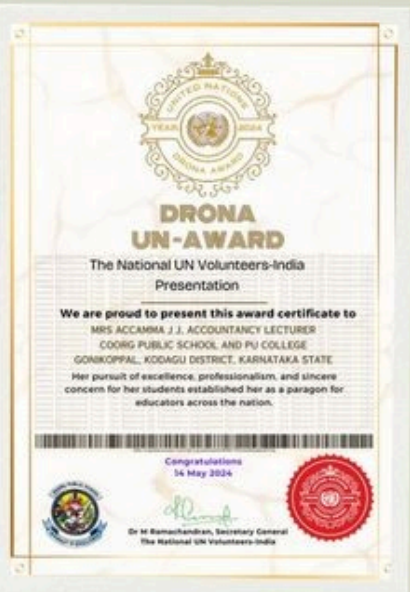 UNITED NATIONS
YEAR 2024
DRONA AWARD
DRONA
UN-AWARD
The National UN Volunteers-India
Presentation
We are proud to present this award certificate to
MRS ACCAMMA J J, ACCOUNTANCY LECTURER
COORG PUBLIC SCHOOL AND PU COLLEGE
GONIKOPPAL, KODAGU DISTRICT, KARNATAKA STATE
Her pursuit of excellence, professionalism, and sincere
concern for her students established her as a paragon for
educators across the nation.
Congratulations
14 May 2024
Dr M Ramachandran, Secretary General
The National UN Volunteers-India